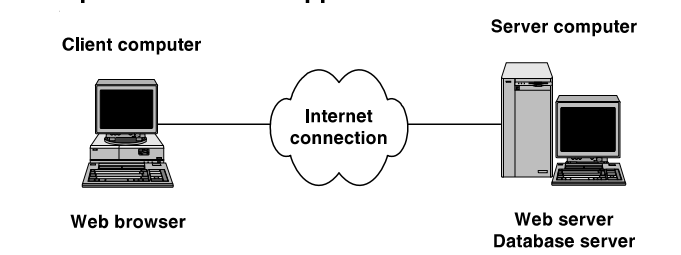 Client computer
Server computer
Internet
connection
Web browser
Web server
Database server